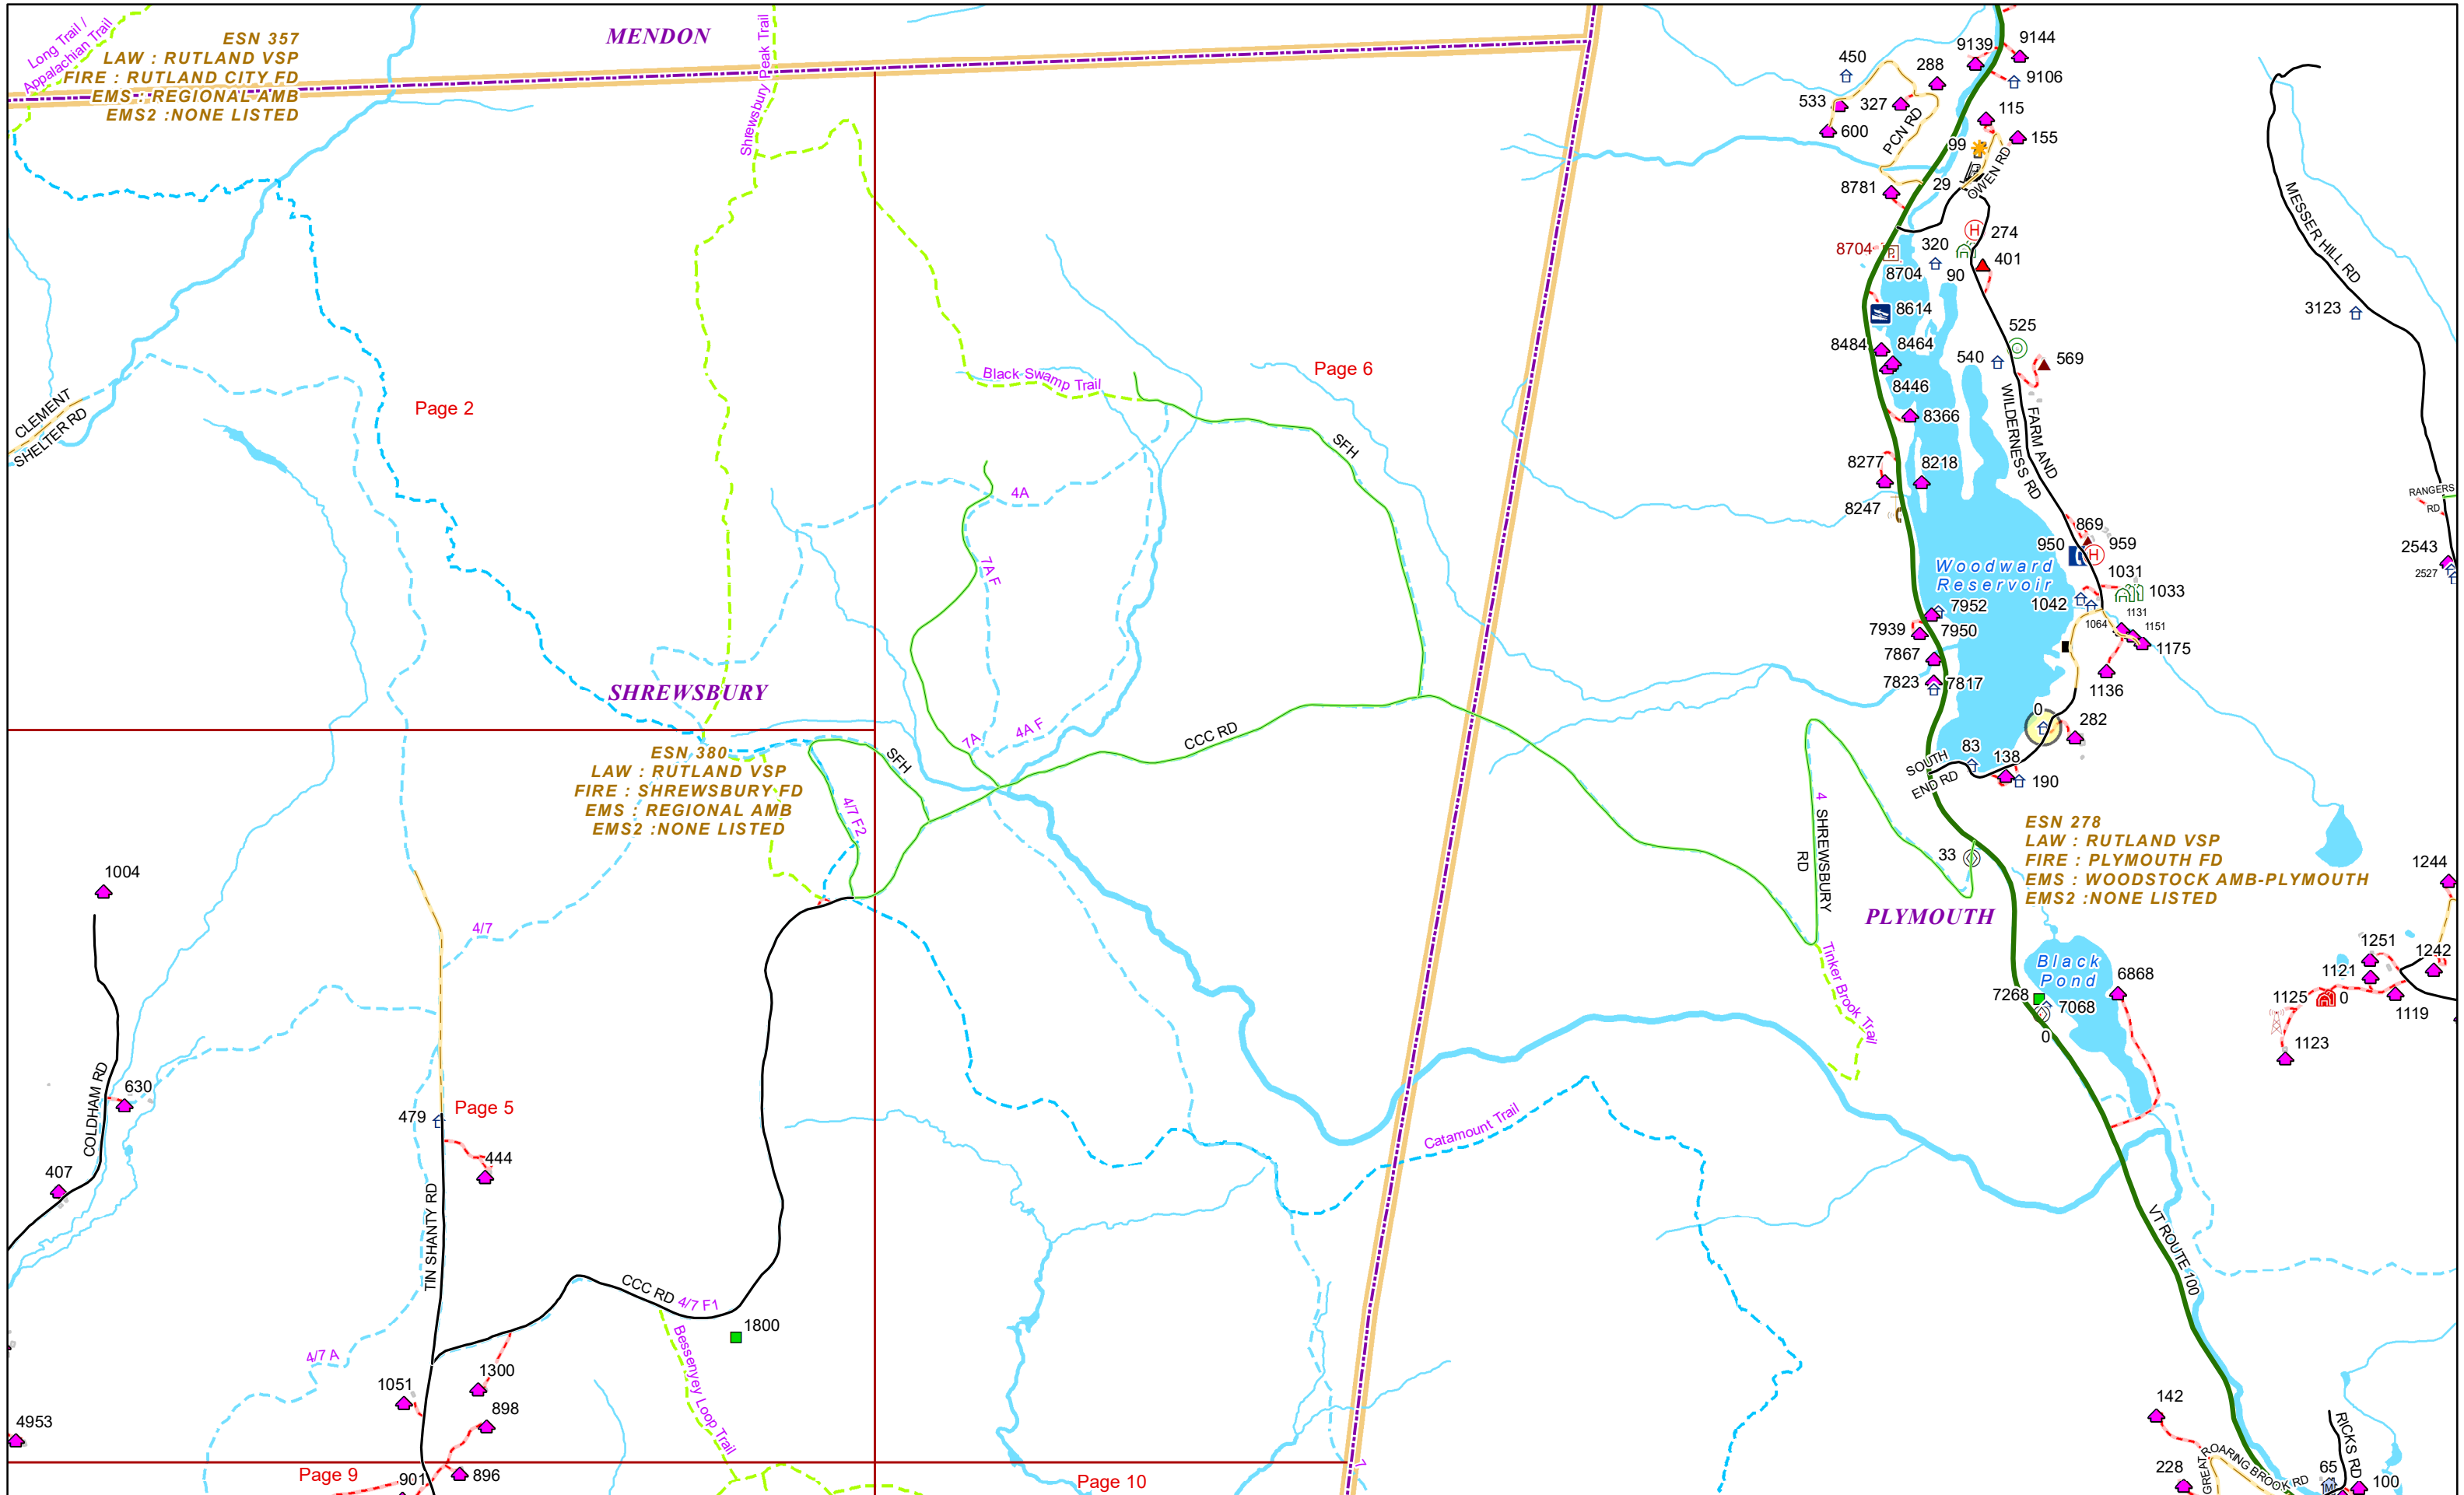 Long Trail /
Appalachian Trail
ESN 357
LAW : RUTLAND VSP
FIRE : RUTLAND CITY FD
EMS : REGIONAL AMB
EMS2 :NONE LISTED
MENDON
Shrewsbury Peak Trail
450
288
9139
9144
9106
533
327
600
PCN RD
115
155
99
OWEN RD
29
8781
MESSER HILL RD
274
320
8704
8704
90
401
8614
3123
525
8484
8464
540
569
8446
Page 6
Black Swamp Trail
Page 2
CLEMENT
SHELTER RD
8366
FARM AND
WILDERNESS RD
SFH
8277
8218
4A
RANGERS
RD
8247
869
950
959
2543
2527
7A F
Woodward
Reservoir
1031
1033
1042
7952
7950
7939
1131
1064
1151
1175
7867
7823
7817
1136
SHREWSBURY
0
282
7A
4A F
CCC RD
SOUTH
END RD
83
138
190
ESN 380
LAW : RUTLAND VSP
FIRE : SHREWSBURY FD
EMS : REGIONAL AMB
EMS2 :NONE LISTED
SFH
4/7 F2
4 SHREWSBURY
RD
33
ESN 278
LAW : RUTLAND VSP
FIRE : PLYMOUTH FD
EMS : WOODSTOCK AMB-PLYMOUTH
EMS2 :NONE LISTED
1244
1004
PLYMOUTH
4/7
Tinker Brook Trail
Black
Pond
1251
1242
1121
6868
7268
7068
0
1125
0
1119
1123
COLDHAM RD
630
479
Page 5
444
407
Catamount Trail
TIN SHANTY RD
VT ROUTE 100
CCC RD
4/7 F1
1800
Bessenyey Loop Trail
4/7 A
1300
1051
898
4953
142
RICKS RD
Page 9
901
896
Page 10
7
228
GREAT
ROARING BROOK RD
65
M
100